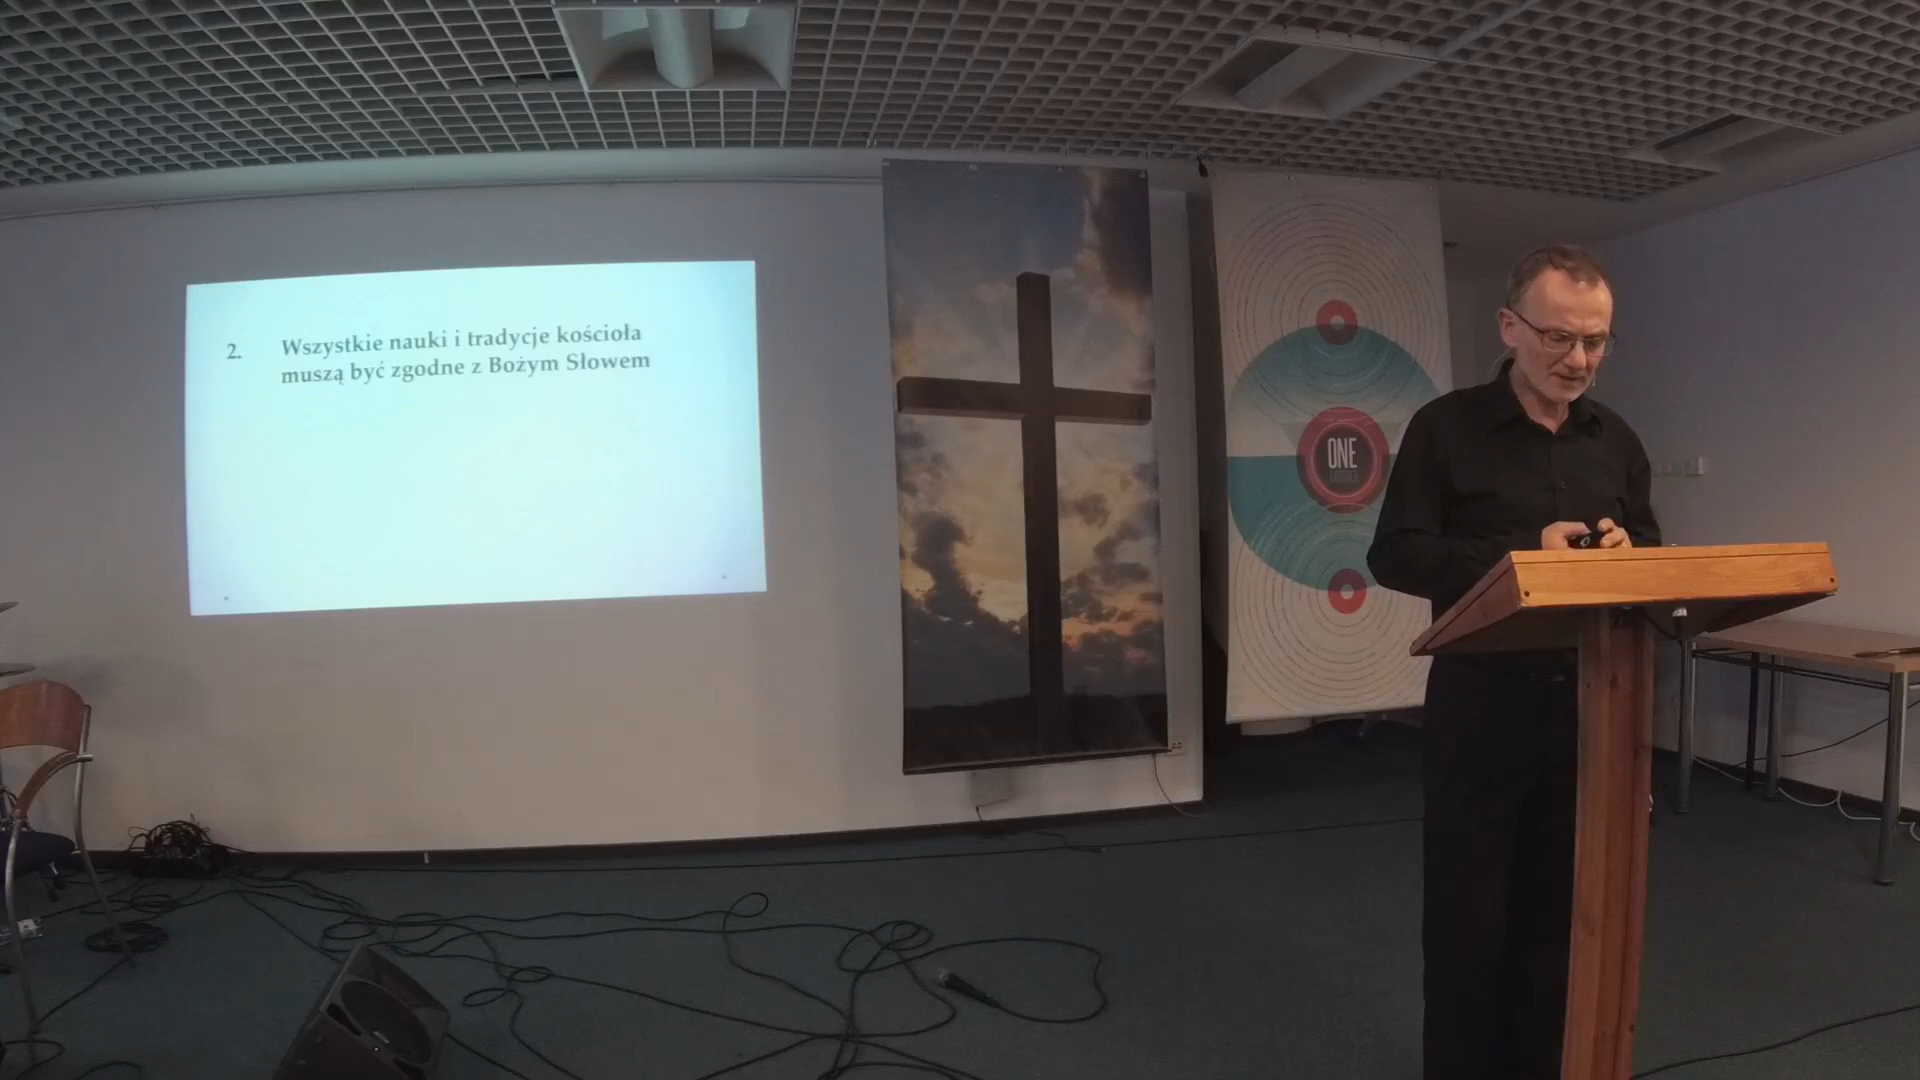 2. Wszystkie nauki i tradycje kościoła
muszą być zgodne z Bożym Słowem
ONE